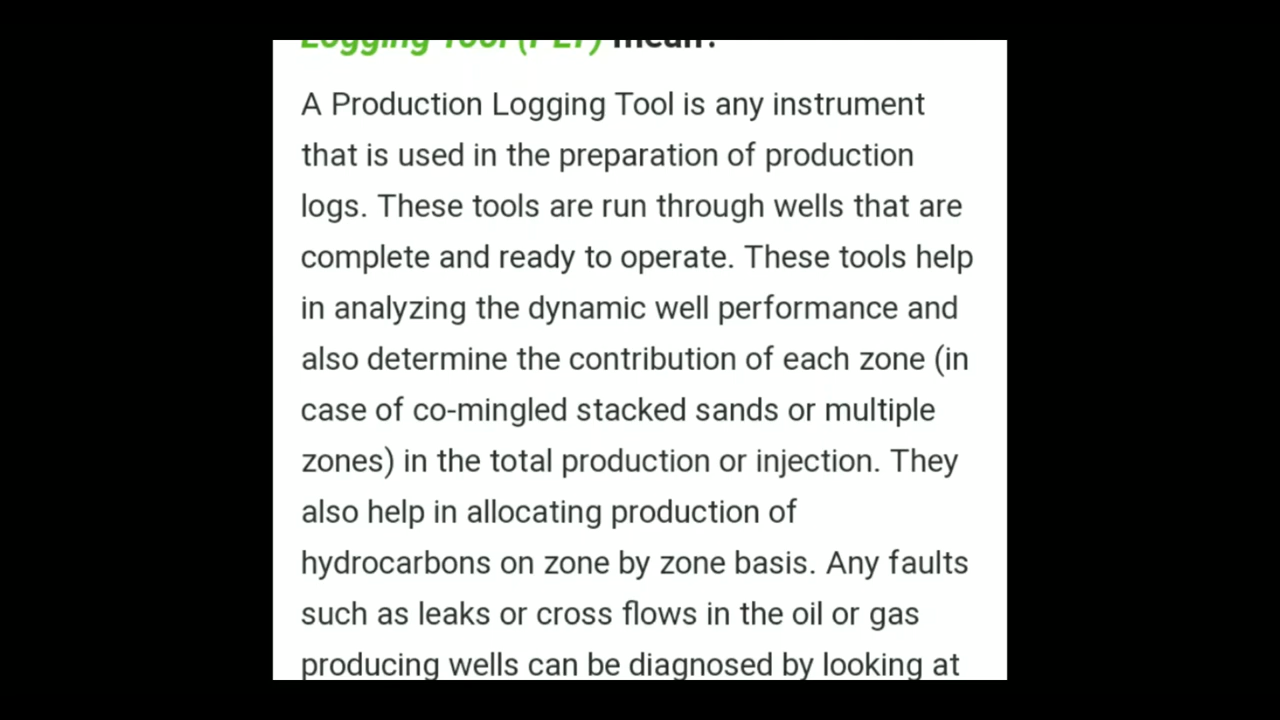 Logging Tool (PLT) mean?
A Production Logging Tool is any instrument
that is used in the preparation of production
logs. These tools are run through wells that are
complete and ready to operate. These tools help
in analyzing the dynamic well performance and
also determine the contribution of each zone (in
case of co-mingled stacked sands or multiple
zones) in the total production or injection. They
also help in allocating production of
hydrocarbons on zone by zone basis. Any faults
such as leaks or cross flows in the oil or gas
producing wells can be diagnosed by looking at